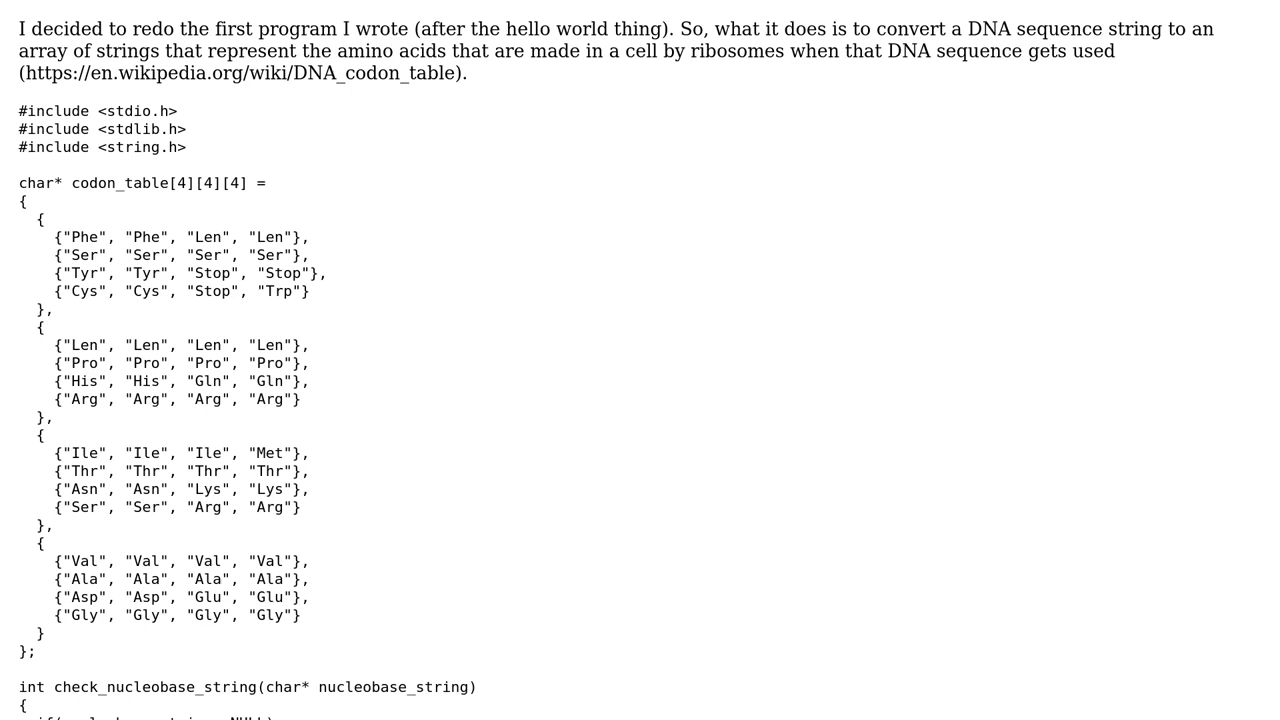 I decided to redo the first program I wrote (after the hello world thing). So, what it does is to convert a DNA sequence string to an
array of strings that represent the amino acids that are made in a cell by ribosomes when that DNA sequence gets used
(https://en.wikipedia.org/wiki/DNA_codon_table).
#include <stdio.h>
#include <stdlib.h>
#include <string.h>
char* codon_table[4][4][4] =
{
  {
    {"Phe", "Phe", "Len", "Len"},
    {"Ser", "Ser", "Ser", "Ser"},
    {"Tyr", "Tyr", "Stop", "Stop"},
    {"Cys", "Cys", "Stop", "Trp"}
  },
  {
    {"Len", "Len", "Len", "Len"},
    {"Pro", "Pro", "Pro", "Pro"},
    {"His", "His", "Gln", "Gln"},
    {"Arg", "Arg", "Arg", "Arg"}
  },
  {
    {"Ile", "Ile", "Ile", "Met"},
    {"Thr", "Thr", "Thr", "Thr"},
    {"Asn", "Asn", "Lys", "Lys"},
    {"Ser", "Ser", "Arg", "Arg"}
  },
  {
    {"Val", "Val", "Val", "Val"},
    {"Ala", "Ala", "Ala", "Ala"},
    {"Asp", "Asp", "Glu", "Glu"},
    {"Gly", "Gly", "Gly", "Gly"}
  }
};
int check_nucleobase_string(char* nucleobase_string)
{